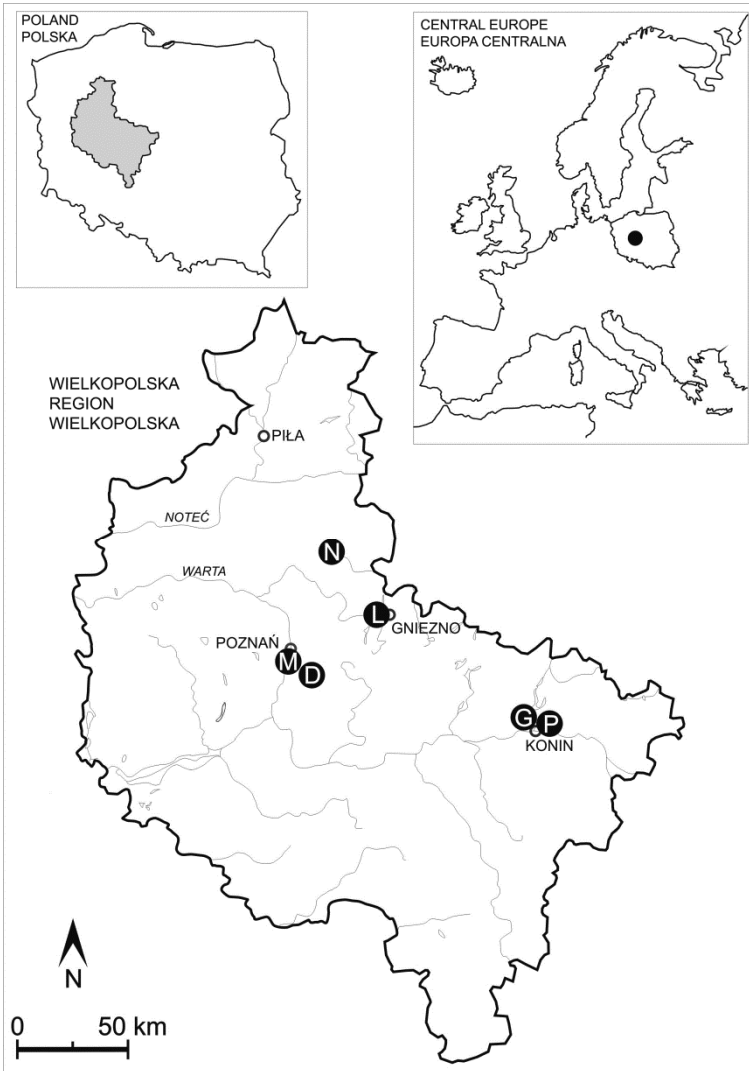 POLAND
POLSKA
CENTRAL EUROPE
EUROPA CENTRALNA
WIELKOPOLSKA
REGION
WIELKOPOLSKA
PIŁA
NOTEĆ
N
WARTA
L
GNIEZNO
POZNAŃ
M
D
G
P
KONIN
N
0 50 km